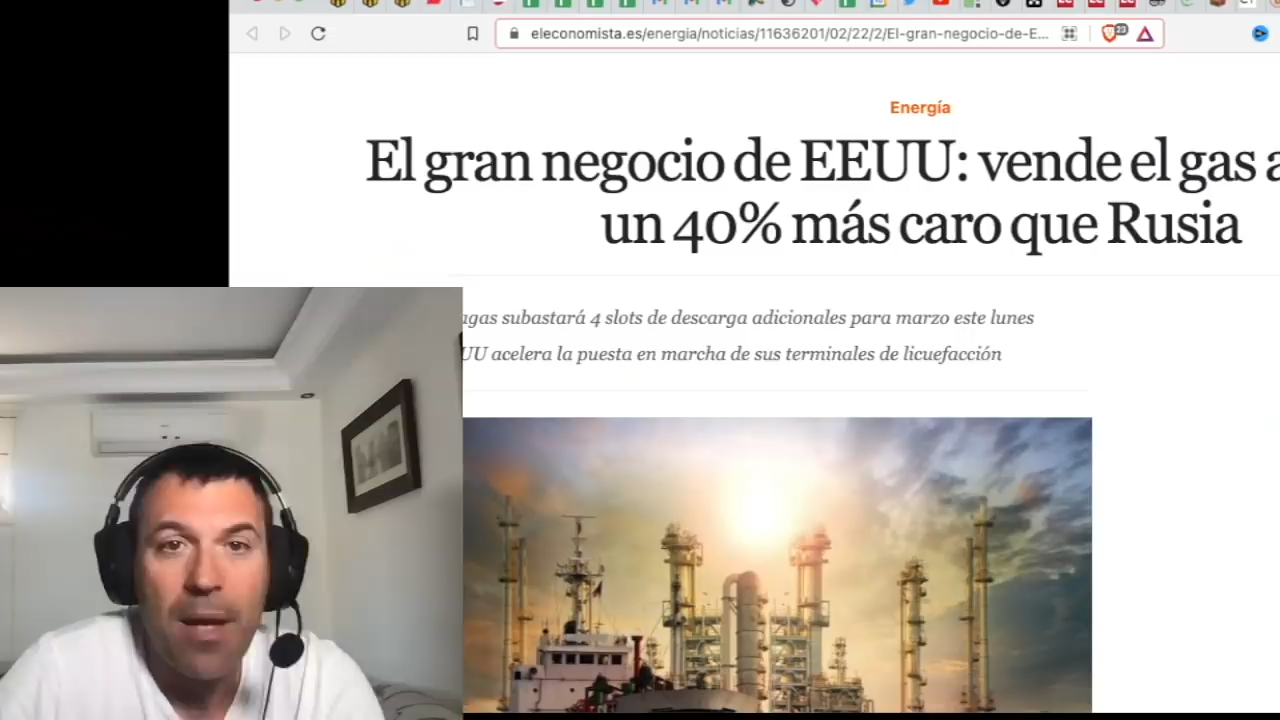 eleconomista.es/energia/noticias/11636201/02/22/2/El-gran-negocio-de-E...
Energía
El gran negocio de EEUU: vende el gas a
un 40% más caro que Rusia
agas subastará 4 slots de descarga adicionales para marzo este lunes
UU acelera la puesta en marcha de sus terminales de licuefacción